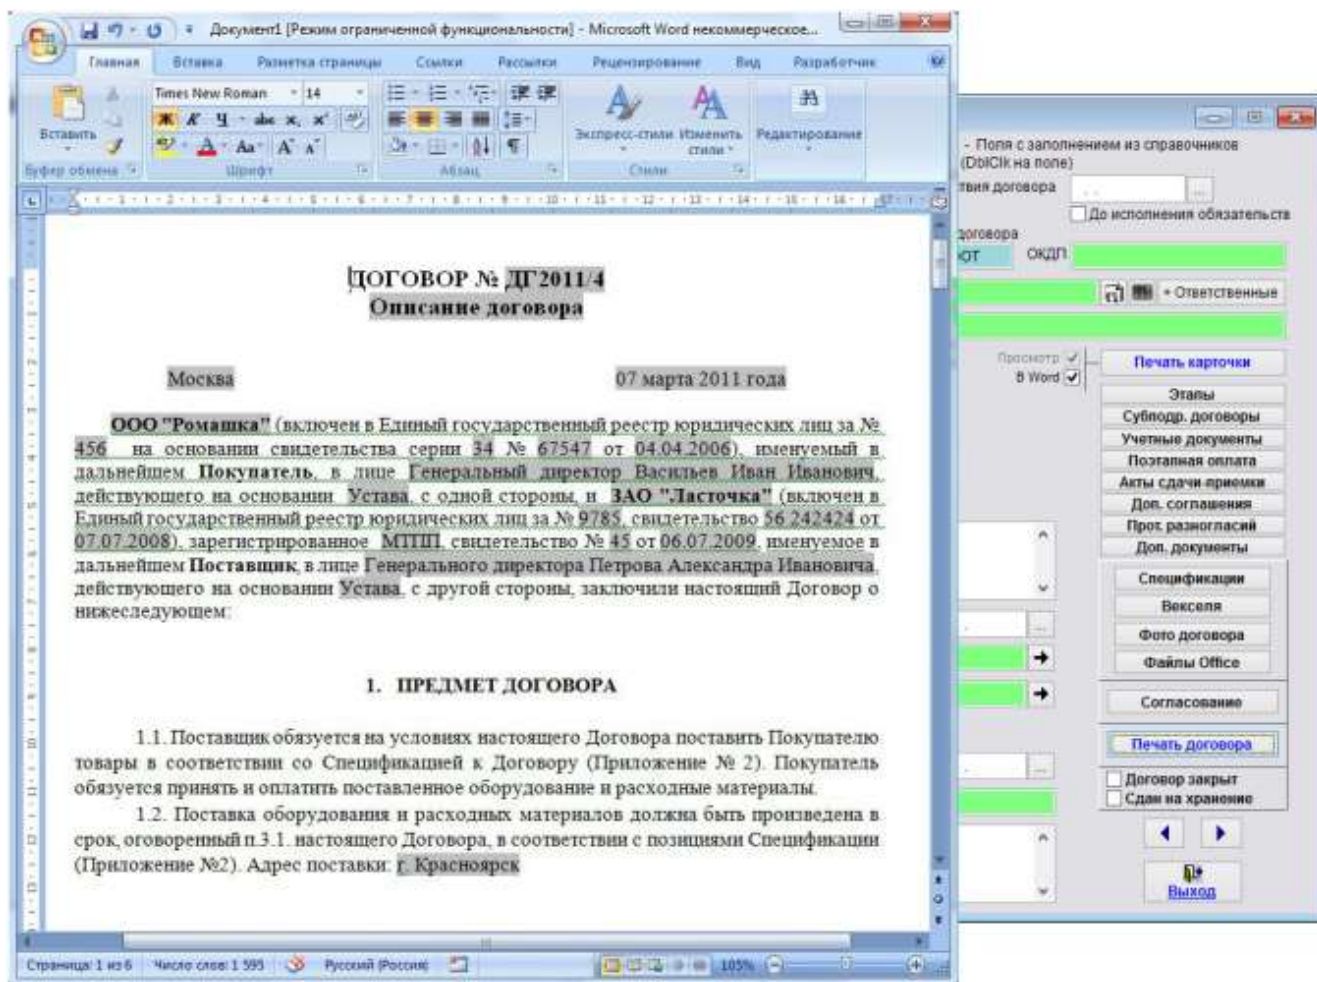 Документ1 [Режим ограниченной функциональности] - Microsoft Word некоммерческое...
Главная Вставка Разметка страницы Ссылки Рассылки Рецензирование Вид Разработчик
Times New Roman 14
Вставить
Экспресс-стили Изменить стили Редактирование
Буфер обмена Шрифт Абзац Стили
ДОГОВОР № ДГ2011/4
Описание договора
Москва 07 марта 2011 года
ООО "Ромашка" (включен в Единый государственный реестр юридических лиц за №
456 на основании свидетельства серии 34 № 67547 от 04.04.2006), именуемый в
дальнейшем Покупатель, в лице Генеральный директор Васильев Иван Иванович,
действующего на основании Устава, с одной стороны, и ЗАО "Ласточка" (включен в
Единый государственный реестр юридических лиц за № 9785, свидетельство 56 242424 от
07.07.2008), зарегистрированное МТПП, свидетельство № 45 от 06.07.2009, именуемое в
дальнейшем Поставщик, в лице Генерального директора Петрова Александра Ивановича,
действующего на основании Устава, с другой стороны, заключили настоящий Договор о
нижеследующем:
1. ПРЕДМЕТ ДОГОВОРА
1.1. Поставщик обязуется на условиях настоящего Договора поставить Покупателю
товары в соответствии со Спецификацией к Договору (Приложение № 2). Покупатель
обязуется принять и оплатить поставленное оборудование и расходные материалы.
1.2. Поставка оборудования и расходных материалов должна быть произведена в
срок, оговоренный п.3.1. настоящего Договора, в соответствии с позициями Спецификации
(Приложение №2). Адрес поставки: г. Красноярск
Страница: 1 из 6 Число слов: 1 595 Русский (Россия) 105%
- Поля с заполнением из справочников
(DblClk на поле)
твия договора
До исполнения обязательств
договора
ОКДП
+ Ответственные
Просмотр
В Word
Печать карточки
Этапы
Субподр. договоры
Учетные документы
Поэтапная оплата
Акты сдачи-приемки
Доп. соглашения
Прот. разногласий
Доп. документы
Спецификации
Векселя
Фото договора
Файлы Office
Согласование
Печать договора
Договор закрыт
Сдан на хранение
Выход